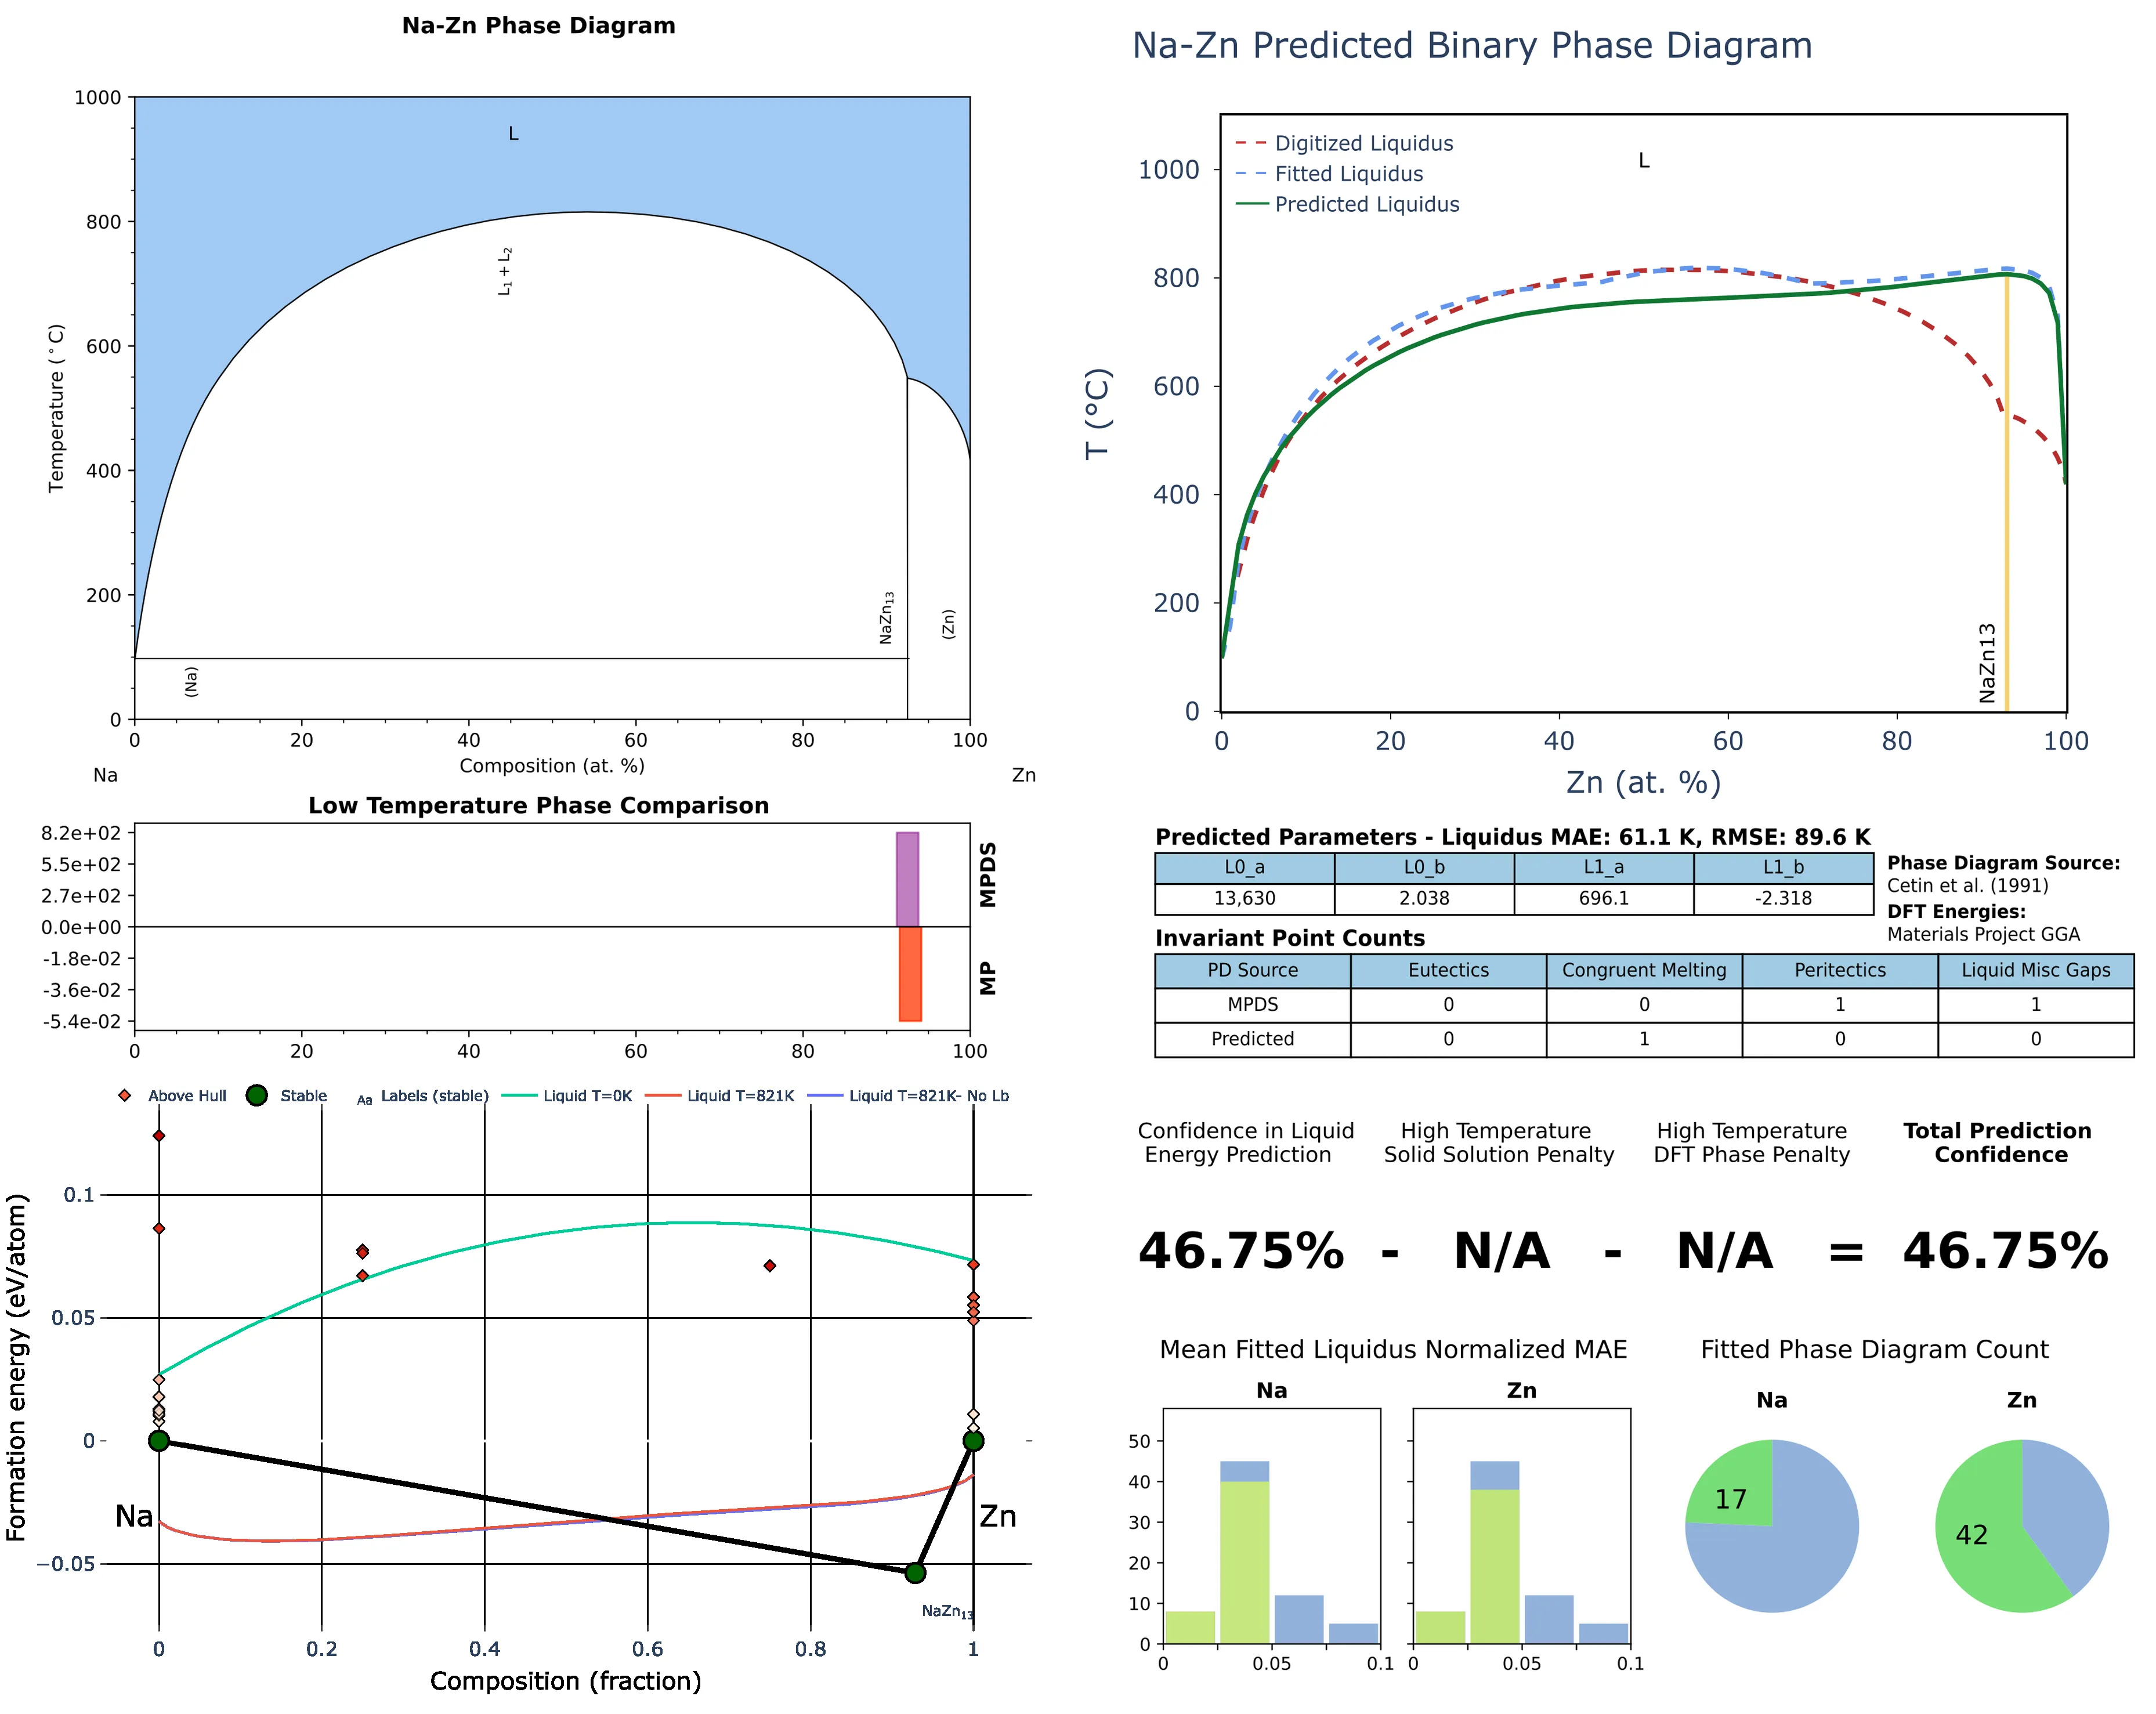 Na-Zn Phase Diagram
1000
800
600
400
200
0
Temperature (°C)
L
L₁ + L₂
NaZn₁₃
(Zn)
(Na)
0 20 40 60 80 100
Composition (at. %)
Na Zn
Low Temperature Phase Comparison
8.2e+02
5.5e+02
2.7e+02
0.0e+00
-1.8e-02
-3.6e-02
-5.4e-02
MPDS
MP
0 20 40 60 80 100
Above Hull Stable Aa Labels (stable) Liquid T=0K Liquid T=821K Liquid T=821K- No Lb
0.1
0.05
0
−0.05
Formation energy (eV/atom)
Na
Zn
NaZn₁₃
0 0.2 0.4 0.6 0.8 1
Composition (fraction)
Na-Zn Predicted Binary Phase Diagram
Digitized Liquidus
Fitted Liquidus
Predicted Liquidus
L
1000
800
600
400
200
0
T (°C)
NaZn13
0 20 40 60 80 100
Zn (at. %)
Predicted Parameters - Liquidus MAE: 61.1 K, RMSE: 89.6 K
L0_a L0_b L1_a L1_b
13,630 2.038 696.1 -2.318
Phase Diagram Source:
Cetin et al. (1991)
DFT Energies:
Materials Project GGA
Invariant Point Counts
PD Source Eutectics Congruent Melting Peritectics Liquid Misc Gaps
MPDS 0 0 1 1
Predicted 0 1 0 0
Confidence in Liquid
Energy Prediction
High Temperature
Solid Solution Penalty
High Temperature
DFT Phase Penalty
Total Prediction
Confidence
46.75% - N/A - N/A = 46.75%
Mean Fitted Liquidus Normalized MAE
Na
Zn
50
40
30
20
10
0
0 0.05 0.1
0 0.05 0.1
Fitted Phase Diagram Count
Na
Zn
17
42